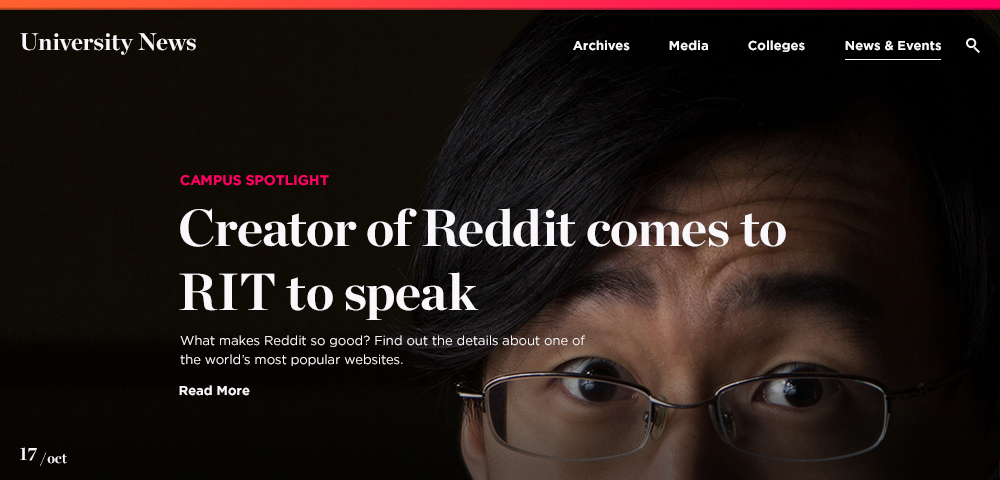 University News
Archives Media Colleges News & Events
CAMPUS SPOTLIGHT
Creator of Reddit comes to
RIT to speak
What makes Reddit so good? Find out the details about one of
the world’s most popular websites.
Read More
17 /oct